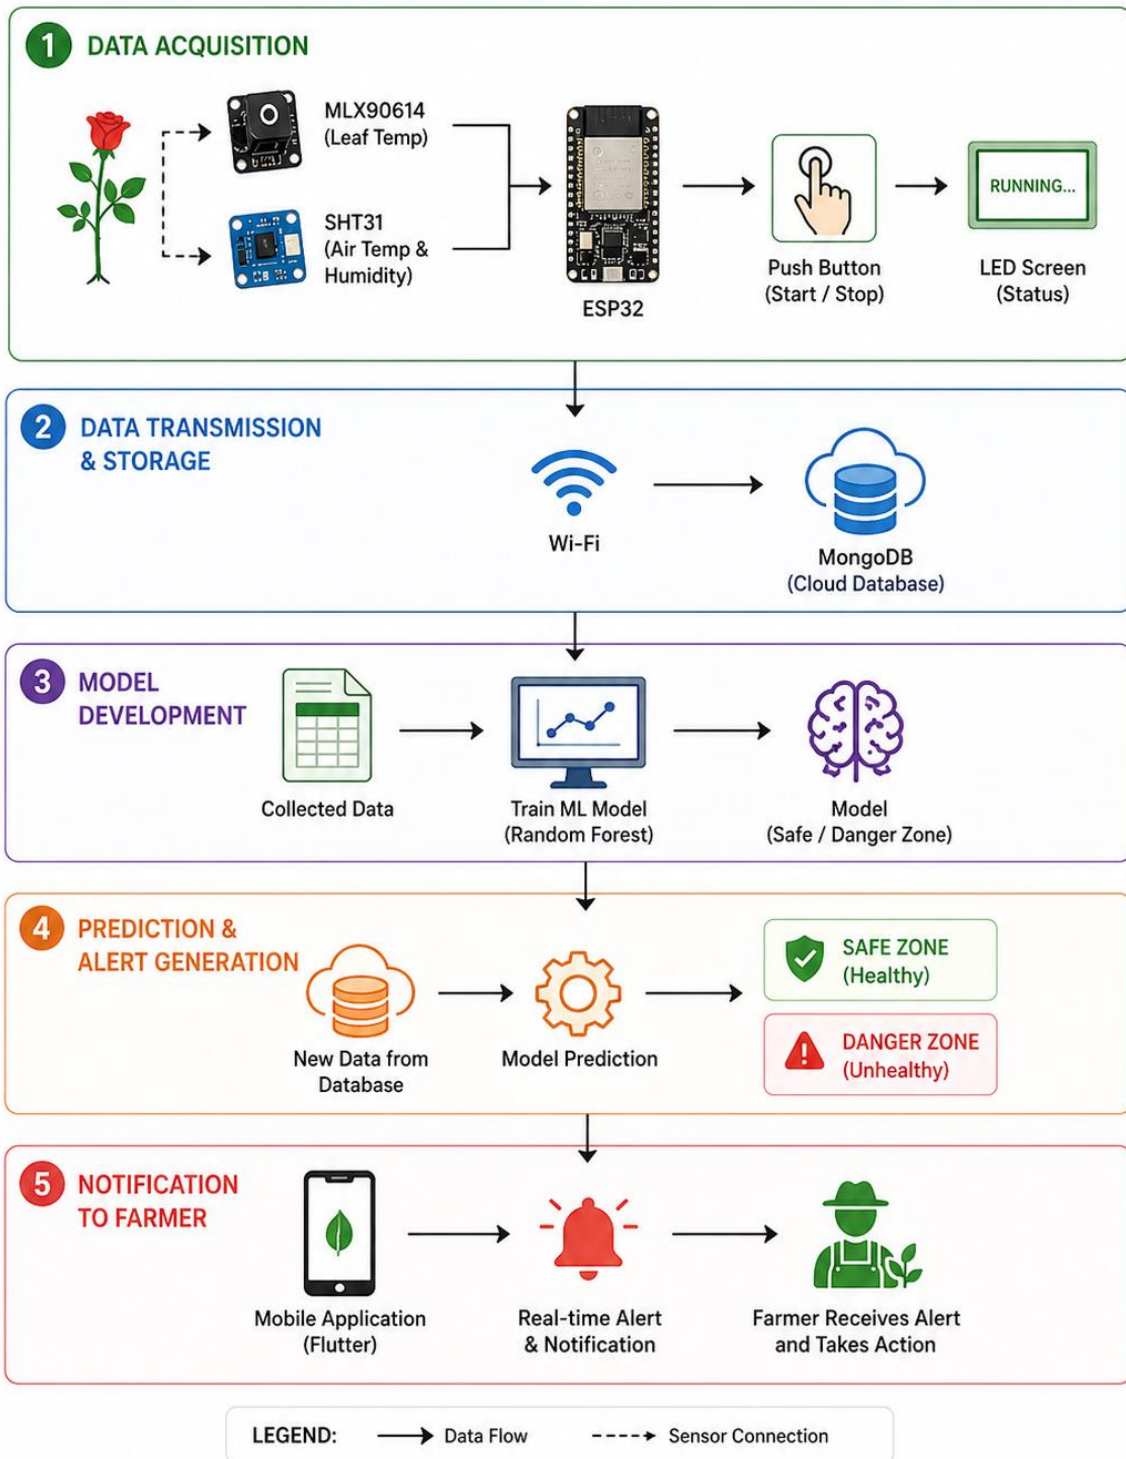 1 DATA ACQUISITION
MLX90614
(Leaf Temp)
SHT31
(Air Temp &
Humidity)
ESP32
Push Button
(Start / Stop)
RUNNING...
LED Screen
(Status)
2 DATA TRANSMISSION
& STORAGE
Wi-Fi
MongoDB
(Cloud Database)
3 MODEL
DEVELOPMENT
Collected Data
Train ML Model
(Random Forest)
Model
(Safe / Danger Zone)
4 PREDICTION &
ALERT GENERATION
New Data from
Database
Model Prediction
SAFE ZONE
(Healthy)
DANGER ZONE
(Unhealthy)
5 NOTIFICATION
TO FARMER
Mobile Application
(Flutter)
Real-time Alert
& Notification
Farmer Receives Alert
and Takes Action
LEGEND: Data Flow Sensor Connection